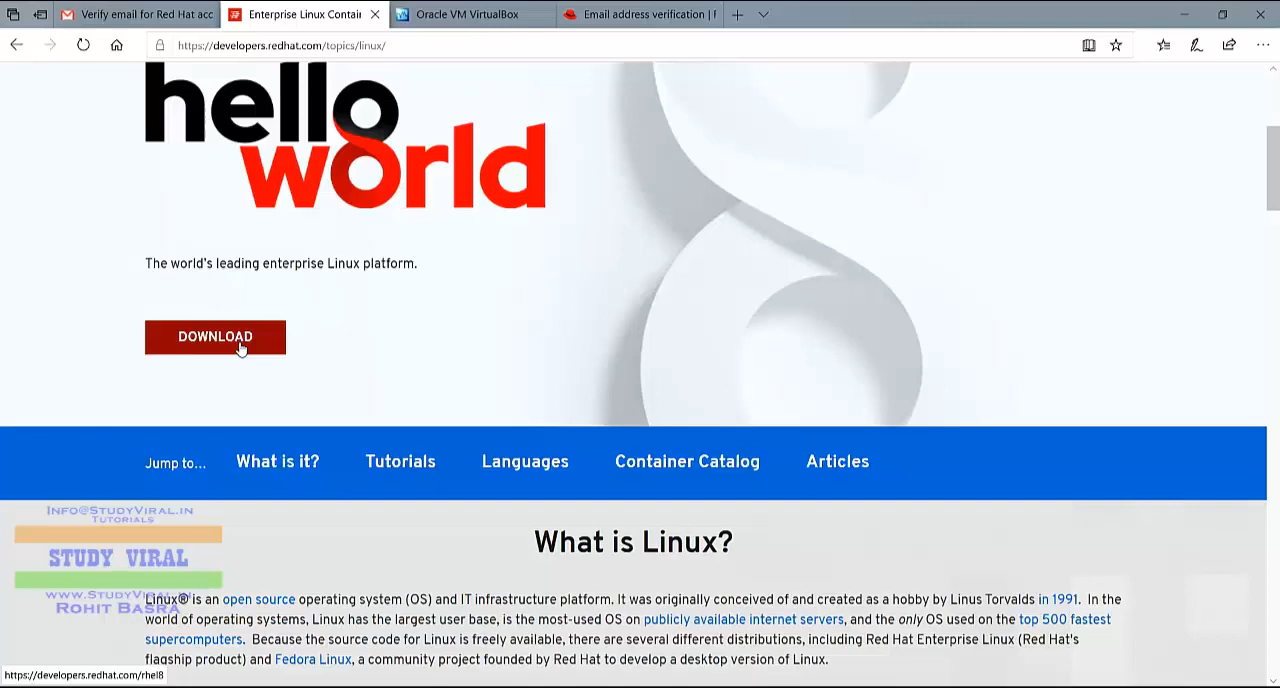 Verify email for Red Hat acc
Enterprise Linux Contai
Oracle VM VirtualBox
Email address verification |
https://developers.redhat.com/topics/linux/
hello
world
The world's leading enterprise Linux platform.
DOWNLOAD
Jump to...
What is it?
Tutorials
Languages
Container Catalog
Articles
Info@StudyViral.in
Tutorials
STUDY VIRAL
www.StudyViral
Rohit Basra
What is Linux?
Linux® is an open source operating system (OS) and IT infrastructure platform. It was originally conceived of and created as a hobby by Linus Torvalds in 1991. In the
world of operating systems, Linux has the largest user base, is the most-used OS on publicly available internet servers, and the only OS used on the top 500 fastest
supercomputers. Because the source code for Linux is freely available, there are several different distributions, including Red Hat Enterprise Linux (Red Hat's
flagship product) and Fedora Linux, a community project founded by Red Hat to develop a desktop version of Linux.
https://developers.redhat.com/rhel8